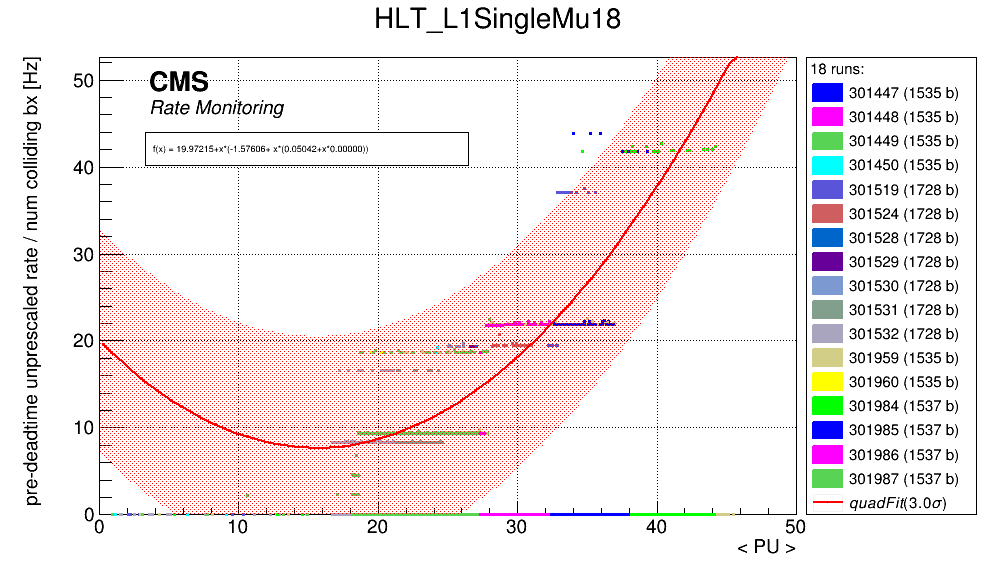 HLT_L1SingleMu18
pre-deadtime unprescaled rate / num colliding bx [Hz]
CMS
Rate Monitoring
f(x) = 19.97215+x*(-1.57606+ x*(0.05042+x*0.00000))
50
40
30
20
10
0
0 10 20 30 40 50
< PU >
18 runs:
301447 (1535 b)
301448 (1535 b)
301449 (1535 b)
301450 (1535 b)
301519 (1728 b)
301524 (1728 b)
301528 (1728 b)
301529 (1728 b)
301530 (1728 b)
301531 (1728 b)
301532 (1728 b)
301959 (1535 b)
301960 (1535 b)
301984 (1537 b)
301985 (1537 b)
301986 (1537 b)
301987 (1537 b)
quadFit(3.0σ)